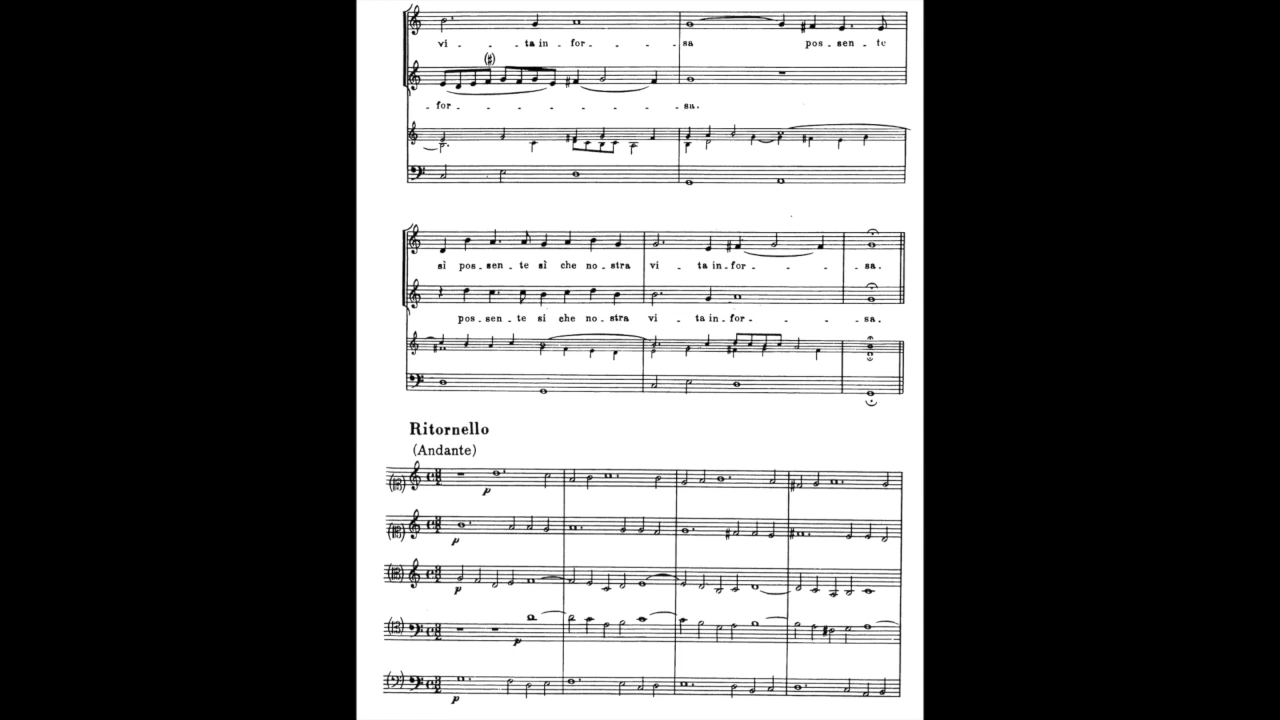 vi - - ta in - for - - - - sa pos - sen - te
(♯)
- for - - - - - - - sa.
sì pos - sen - te sì che no - stra vi - ta in - for - - - - sa.
pos - sen - te sì che no - stra vi - ta in - for - - - - sa.
Ritornello
(Andante)
p
p
p
p
p